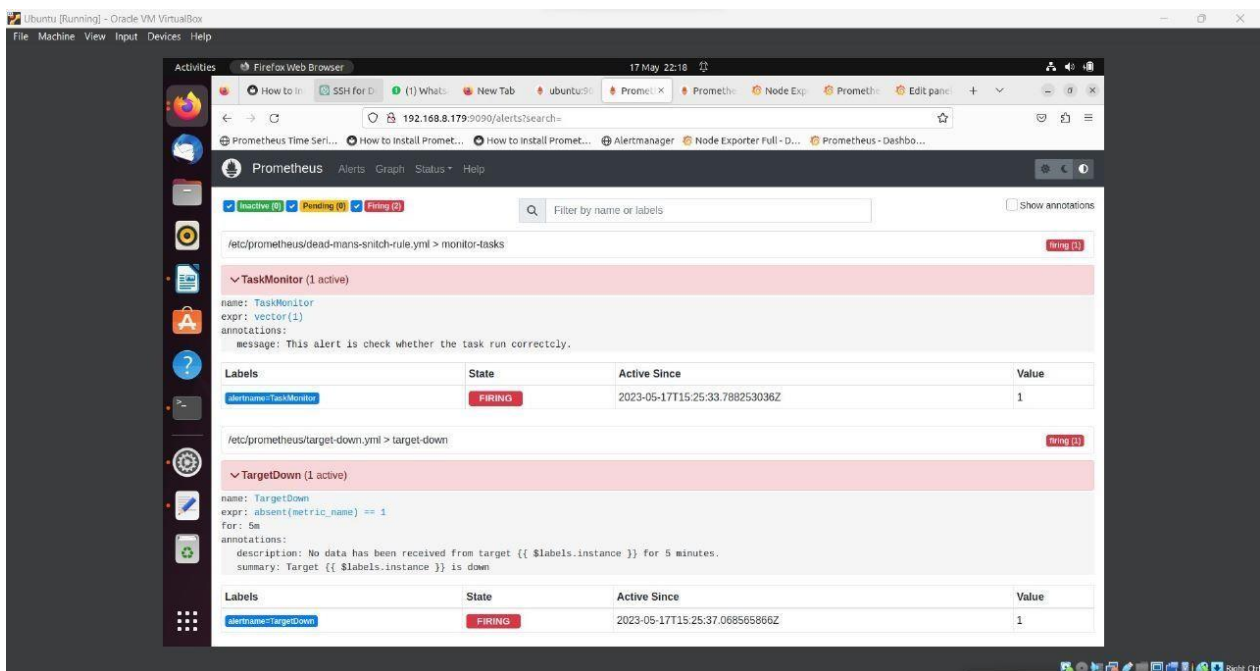 Ubuntu [Running] - Oracle VM VirtualBox
File Machine View Input Devices Help
Activities Firefox Web Browser 17 May 22:18
How to In SSH for D (1) Whats New Tab ubuntu:90 Promet Promethe Node Exp Promethe Edit pane
192.168.8.179:9090/alerts?search=
Prometheus Time Seri... How to Install Promet... How to Install Promet... Alertmanager Node Exporter Full - D... Prometheus - Dashbo...
Prometheus Alerts Graph Status Help
Inactive (0) Pending (0) Firing (2) Filter by name or labels Show annotations
/etc/prometheus/dead-mans-snitch-rule.yml > monitor-tasks firing (1)
TaskMonitor (1 active)
name: TaskMonitor
expr: vector(1)
annotations:
message: This alert is check whether the task run correctcly.
Labels State Active Since Value
alertname=TaskMonitor FIRING 2023-05-17T15:25:33.788253036Z 1
/etc/prometheus/target-down.yml > target-down firing (1)
TargetDown (1 active)
name: TargetDown
expr: absent(metric_name) == 1
for: 5m
annotations:
description: No data has been received from target {{ $labels.instance }} for 5 minutes.
summary: Target {{ $labels.instance }} is down
Labels State Active Since Value
alertname=TargetDown FIRING 2023-05-17T15:25:37.068565866Z 1
Right Ctrl